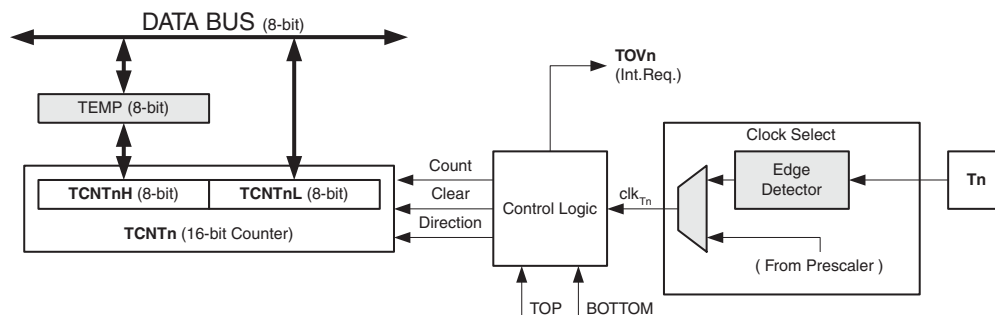 DATA BUS (8-bit)
TOVn
(Int.Req.)
TEMP (8-bit)
Clock Select
Count
Edge
Detector
Tn
TCNTnH (8-bit)
TCNTnL (8-bit)
Clear
Control Logic
clkTn
TCNTn (16-bit Counter)
Direction
( From Prescaler )
TOP
BOTTOM